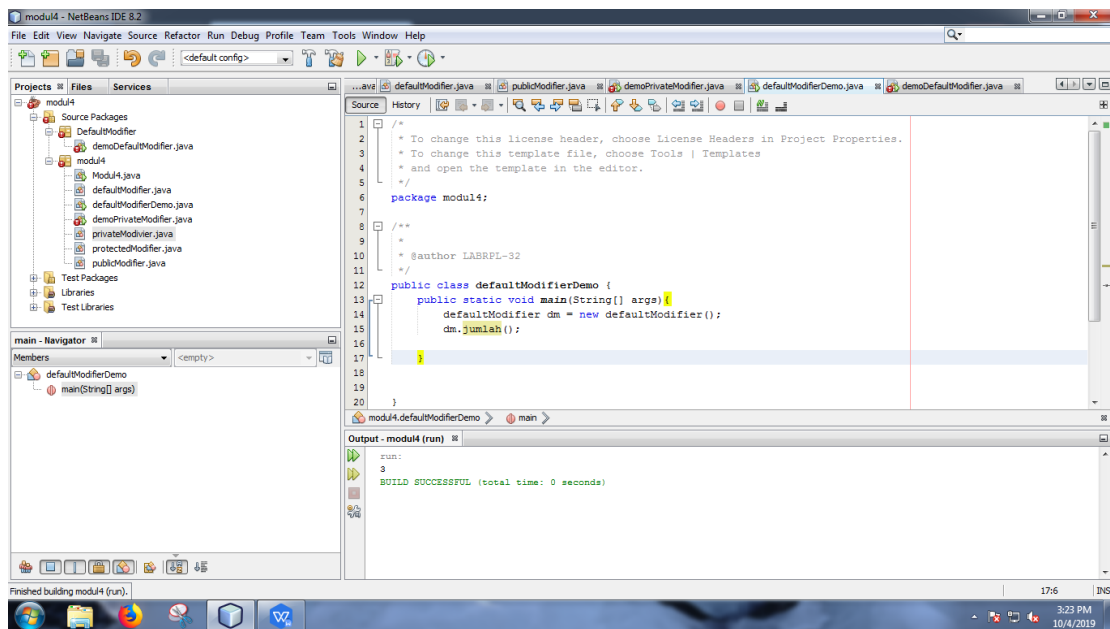 modul4 - NetBeans IDE 8.2
File Edit View Navigate Source Refactor Run Debug Profile Team Tools Window Help
<default config>
Projects Files Services
modul4
Source Packages
DefaultModifier
demoDefaultModifier.java
modul4
Modul4.java
defaultModifier.java
defaultModifierDemo.java
demoPrivateModifier.java
privateModivier.java
protectedModifier.java
publicModifier.java
Test Packages
Libraries
Test Libraries
main - Navigator
Members <empty>
defaultModifierDemo
main(String[] args)
...ava defaultModifier.java publicModifier.java demoPrivateModifier.java defaultModifierDemo.java demoDefaultModifier.java
Source History
1 /*
2 * To change this license header, choose License Headers in Project Properties.
3 * To change this template file, choose Tools | Templates
4 * and open the template in the editor.
5 */
6 package modul4;
7
8 /**
9 *
10 * @author LABRPL-32
11 */
12 public class defaultModifierDemo {
13 public static void main(String[] args){
14 defaultModifier dm = new defaultModifier();
15 dm.jumlah();
16
17 }
18
19
20 }
modul4.defaultModifierDemo main
Output - modul4 (run)
run:
3
BUILD SUCCESSFUL (total time: 0 seconds)
Finished building modul4 (run).
17:6 INS
3:23 PM
10/4/2019